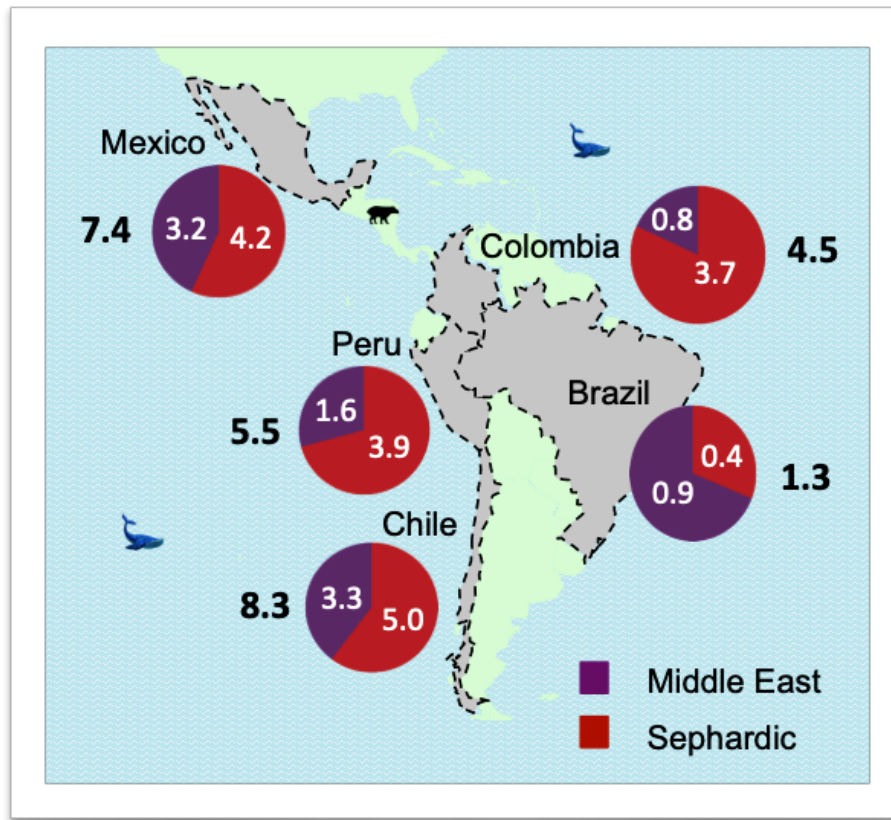 Mexico
7.4
3.2
4.2
Colombia
0.8
3.7
4.5
Peru
5.5
1.6
3.9
Brazil
0.4
0.9
1.3
Chile
8.3
3.3
5.0
Middle East
Sephardic